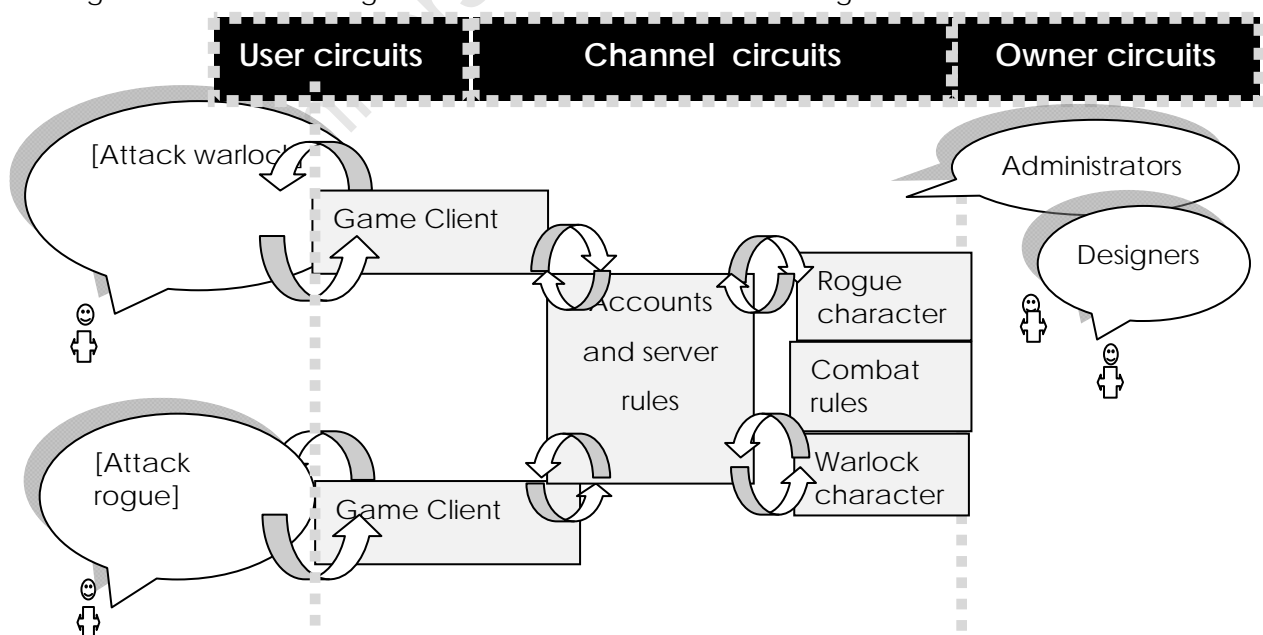 User circuits
Channel circuits
Owner circuits
[Attack warlock]
Administrators
Game Client
Designers
Rogue
character
Accounts
and server
rules
Combat
rules
[Attack
rogue]
Warlock
character
Game Client